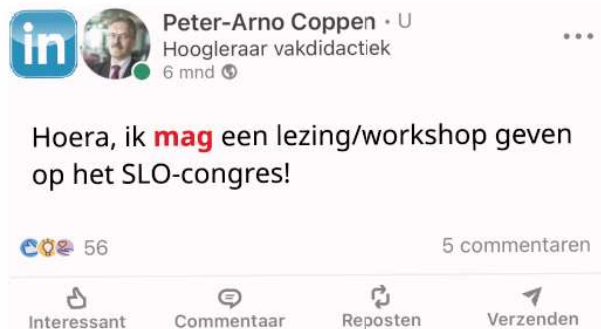 in
Peter-Arno Coppen · U
Hoogleraar vakdidactiek
6 mnd
Hoera, ik mag een lezing/workshop geven
op het SLO-congres!
56
5 commentaren
Interessant
Commentaar
Reposten
Verzenden